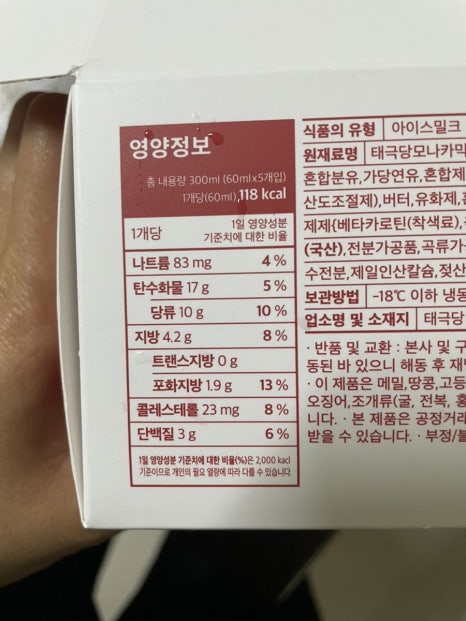 영양정보
총 내용량 300ml (60ml x5개입)
1개당(60ml) 118 kcal
1개당
1일 영양성분
기준치에 대한 비율
나트륨 83 mg 4 %
탄수화물 17 g 5 %
당류 10 g 10 %
지방 4.2 g 8 %
트랜스지방 0 g
포화지방 1.9 g 13 %
콜레스테롤 23 mg 8 %
단백질 3 g 6 %
1일 영양성분 기준치에 대한 비율(%)은 2,000 kcal
기준이므로 개인의 필요 열량에 따라 다를 수 있습니다.
식품의 유형 아이스밀크
원재료명 태극당모나카믹
혼합분유,가당연유,혼합제
산도조절제),버터,유화제,
제제{베타카로틴(착색료),
(국산),전분가공품,곡류가
수전분,제일인산칼슘,젖산
보관방법 -18℃ 이하 냉동
업소명 및 소재지 태극당
· 반품 및 교환 : 본사 및 구
동된 바 있으니 해동 후 재
· 이 제품은 메밀,땅콩,고등
오징어,조개류(굴, 전복, 홍
니다. · 본 제품은 공정거래
받을 수 있습니다. · 부정/불